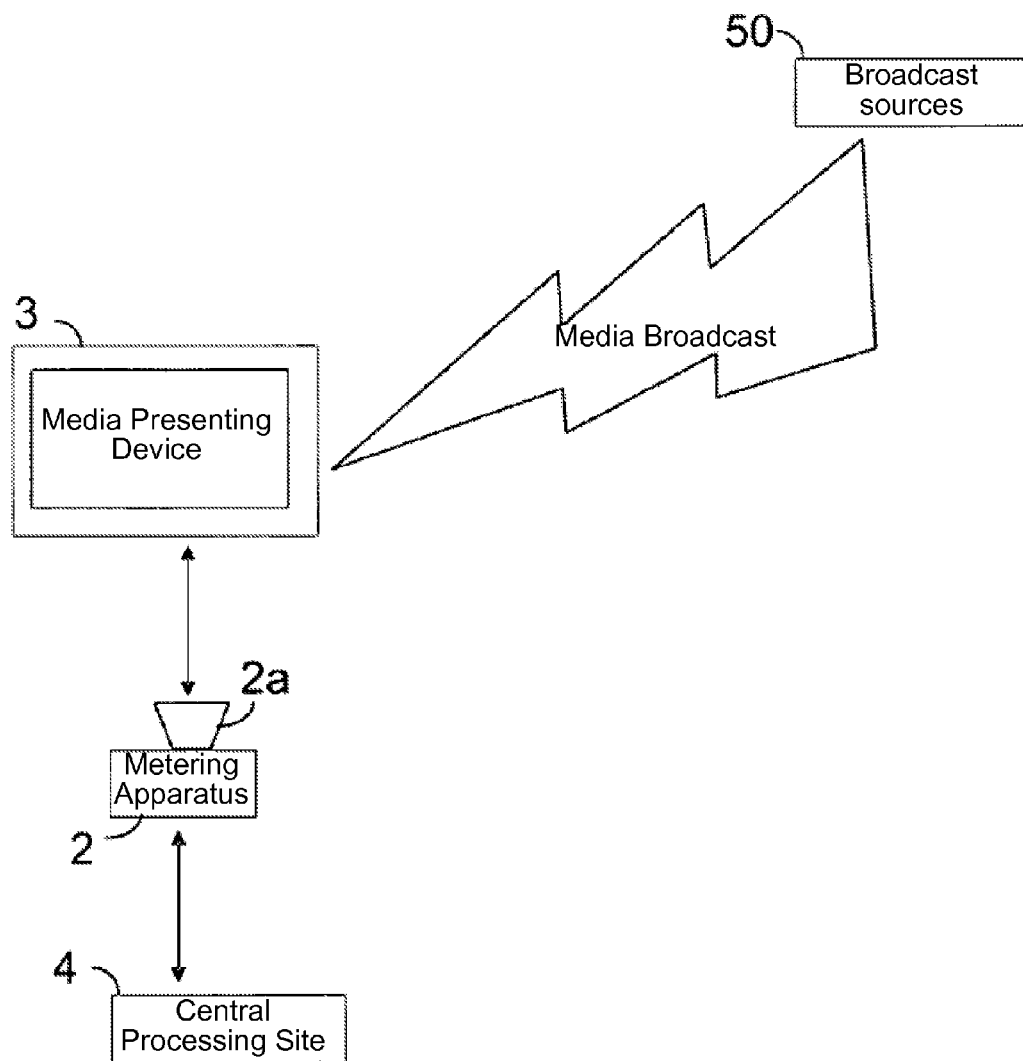 50
Broadcast
sources
Media Broadcast
3
Media Presenting
Device
2a
Metering
Apparatus
2
4
Central
Processing Site